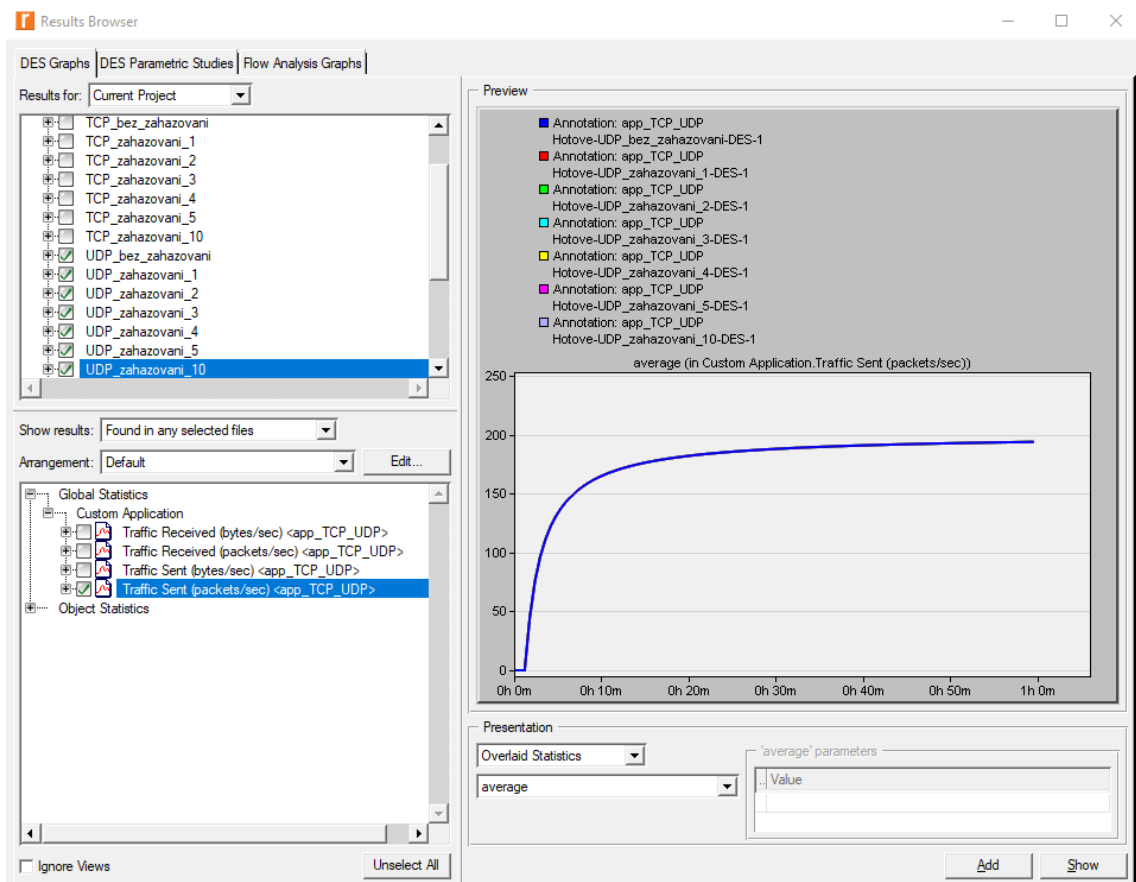 Results Browser
DES Graphs DES Parametric Studies Flow Analysis Graphs
Results for: Current Project
TCP_bez_zahazovani
TCP_zahazovani_1
TCP_zahazovani_2
TCP_zahazovani_3
TCP_zahazovani_4
TCP_zahazovani_5
TCP_zahazovani_10
UDP_bez_zahazovani
UDP_zahazovani_1
UDP_zahazovani_2
UDP_zahazovani_3
UDP_zahazovani_4
UDP_zahazovani_5
UDP_zahazovani_10
Show results: Found in any selected files
Arrangement: Default Edit...
Global Statistics
Custom Application
Traffic Received (bytes/sec) <app_TCP_UDP>
Traffic Received (packets/sec) <app_TCP_UDP>
Traffic Sent (bytes/sec) <app_TCP_UDP>
Traffic Sent (packets/sec) <app_TCP_UDP>
Object Statistics
Ignore Views
Unselect All
Preview
Annotation: app_TCP_UDP
Hotove-UDP_bez_zahazovani-DES-1
Annotation: app_TCP_UDP
Hotove-UDP_zahazovani_1-DES-1
Annotation: app_TCP_UDP
Hotove-UDP_zahazovani_2-DES-1
Annotation: app_TCP_UDP
Hotove-UDP_zahazovani_3-DES-1
Annotation: app_TCP_UDP
Hotove-UDP_zahazovani_4-DES-1
Annotation: app_TCP_UDP
Hotove-UDP_zahazovani_5-DES-1
Annotation: app_TCP_UDP
Hotove-UDP_zahazovani_10-DES-1
average (in Custom Application.Traffic Sent (packets/sec))
250
200
150
100
50
0
0h 0m 0h 10m 0h 20m 0h 30m 0h 40m 0h 50m 1h 0m
Presentation
Overlaid Statistics
average
'average' parameters
.. Value
Add Show